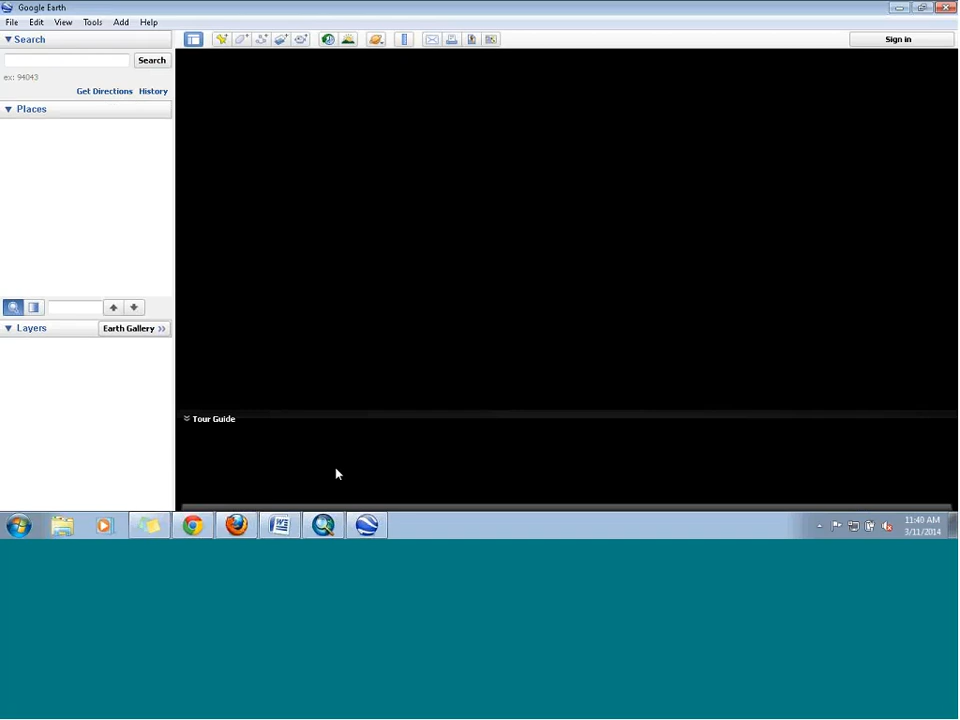 Google Earth
File Edit View Tools Add Help
Search
Sign in
Search
ex: 94043
Get Directions History
Places
Layers
Earth Gallery >>
Tour Guide
11:40 AM
3/11/2014